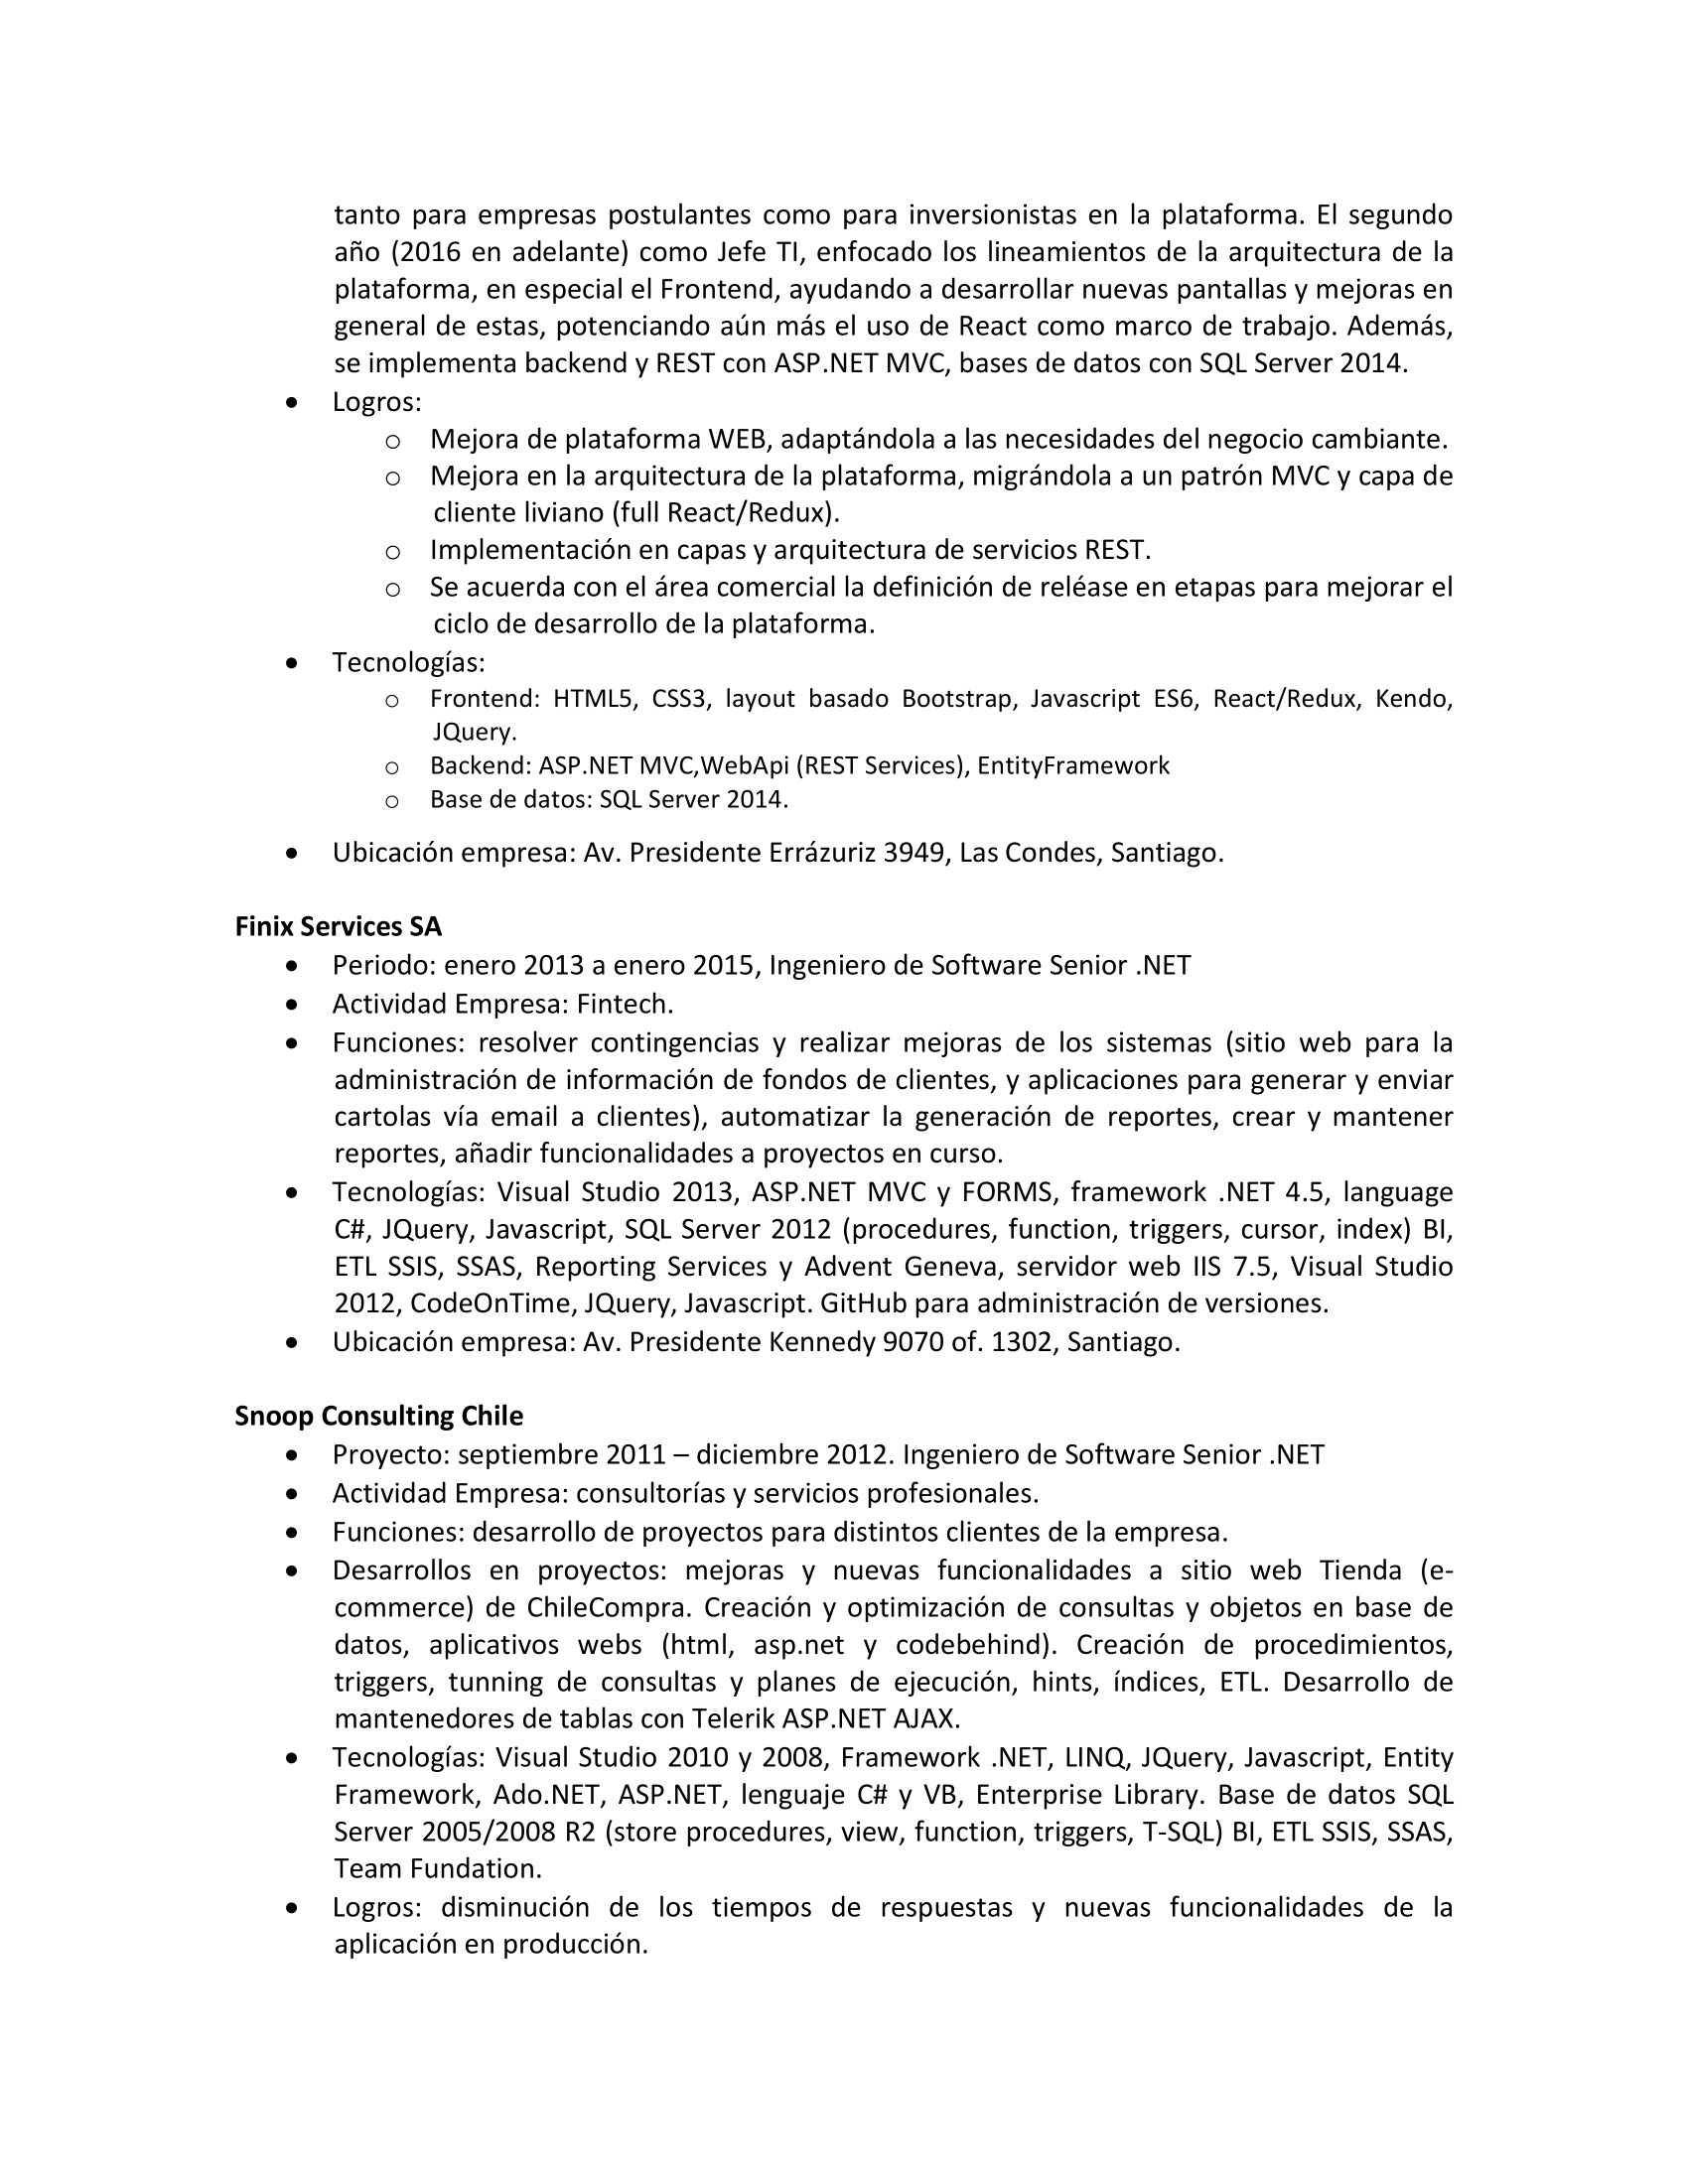 tanto para empresas postulantes como para inversionistas en la plataforma. El segundo
año (2016 en adelante) como Jefe TI, enfocado los lineamientos de la arquitectura de la
plataforma, en especial el Frontend, ayudando a desarrollar nuevas pantallas y mejoras en
general de estas, potenciando aún más el uso de React como marco de trabajo. Además,
se implementa backend y REST con ASP.NET MVC, bases de datos con SQL Server 2014.
• Logros:
o Mejora de plataforma WEB, adaptándola a las necesidades del negocio cambiante.
o Mejora en la arquitectura de la plataforma, migrándola a un patrón MVC y capa de
cliente liviano (full React/Redux).
o Implementación en capas y arquitectura de servicios REST.
o Se acuerda con el área comercial la definición de reléase en etapas para mejorar el
ciclo de desarrollo de la plataforma.
• Tecnologías:
o Frontend: HTML5, CSS3, layout basado Bootstrap, Javascript ES6, React/Redux, Kendo,
JQuery.
o Backend: ASP.NET MVC,WebApi (REST Services), EntityFramework
o Base de datos: SQL Server 2014.
• Ubicación empresa: Av. Presidente Errázuriz 3949, Las Condes, Santiago.
Finix Services SA
• Periodo: enero 2013 a enero 2015, Ingeniero de Software Senior .NET
• Actividad Empresa: Fintech.
• Funciones: resolver contingencias y realizar mejoras de los sistemas (sitio web para la
administración de información de fondos de clientes, y aplicaciones para generar y enviar
cartolas vía email a clientes), automatizar la generación de reportes, crear y mantener
reportes, añadir funcionalidades a proyectos en curso.
• Tecnologías: Visual Studio 2013, ASP.NET MVC y FORMS, framework .NET 4.5, language
C#, JQuery, Javascript, SQL Server 2012 (procedures, function, triggers, cursor, index) BI,
ETL SSIS, SSAS, Reporting Services y Advent Geneva, servidor web IIS 7.5, Visual Studio
2012, CodeOnTime, JQuery, Javascript. GitHub para administración de versiones.
• Ubicación empresa: Av. Presidente Kennedy 9070 of. 1302, Santiago.
Snoop Consulting Chile
• Proyecto: septiembre 2011 – diciembre 2012. Ingeniero de Software Senior .NET
• Actividad Empresa: consultorías y servicios profesionales.
• Funciones: desarrollo de proyectos para distintos clientes de la empresa.
• Desarrollos en proyectos: mejoras y nuevas funcionalidades a sitio web Tienda (e-
commerce) de ChileCompra. Creación y optimización de consultas y objetos en base de
datos, aplicativos webs (html, asp.net y codebehind). Creación de procedimientos,
triggers, tunning de consultas y planes de ejecución, hints, índices, ETL. Desarrollo de
mantenedores de tablas con Telerik ASP.NET AJAX.
• Tecnologías: Visual Studio 2010 y 2008, Framework .NET, LINQ, JQuery, Javascript, Entity
Framework, Ado.NET, ASP.NET, lenguaje C# y VB, Enterprise Library. Base de datos SQL
Server 2005/2008 R2 (store procedures, view, function, triggers, T-SQL) BI, ETL SSIS, SSAS,
Team Fundation.
• Logros: disminución de los tiempos de respuestas y nuevas funcionalidades de la
aplicación en producción.